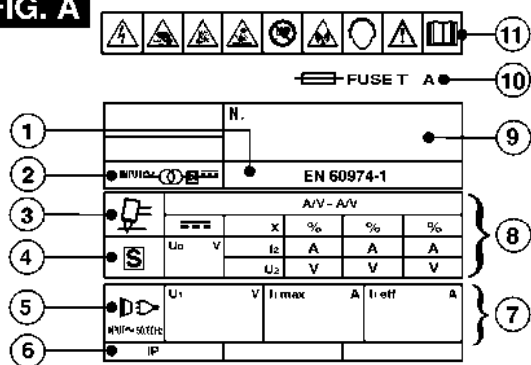 FIG. A
11
FUSE T A
10
1
N.
9
2
EN 60974-1
3
A/V - A/V
X % % %
8
4
S
U0 V
I2 A A A
U2 V V V
5
U1 V
I1 max A
I1 eff A
7
6
IP